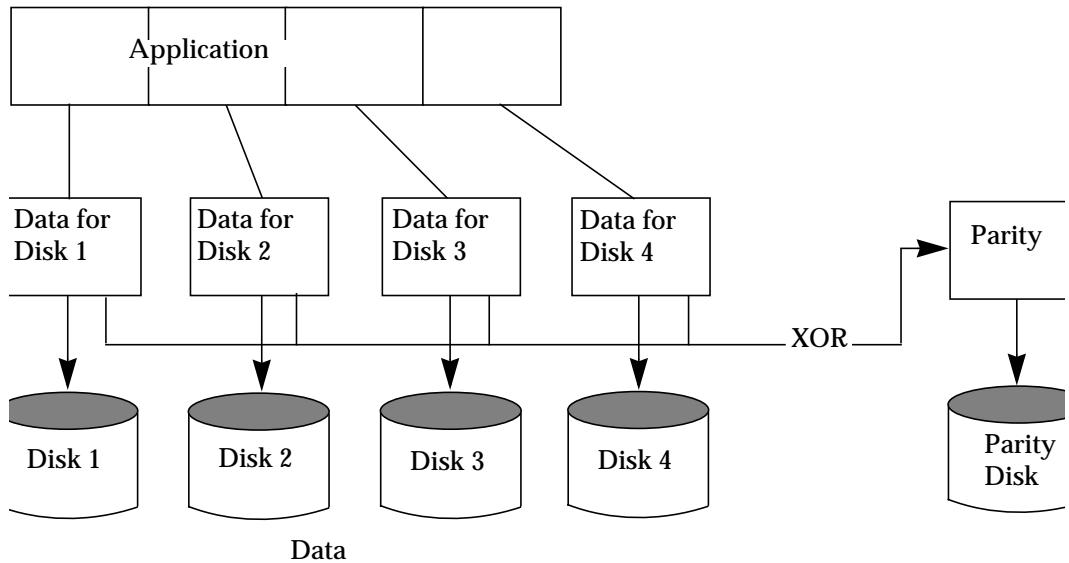 Application
Data for
Disk 1
Data for
Disk 2
Data for
Disk 3
Data for
Disk 4
Parity
XOR
Disk 1
Disk 2
Disk 3
Disk 4
Parity
Disk
Data